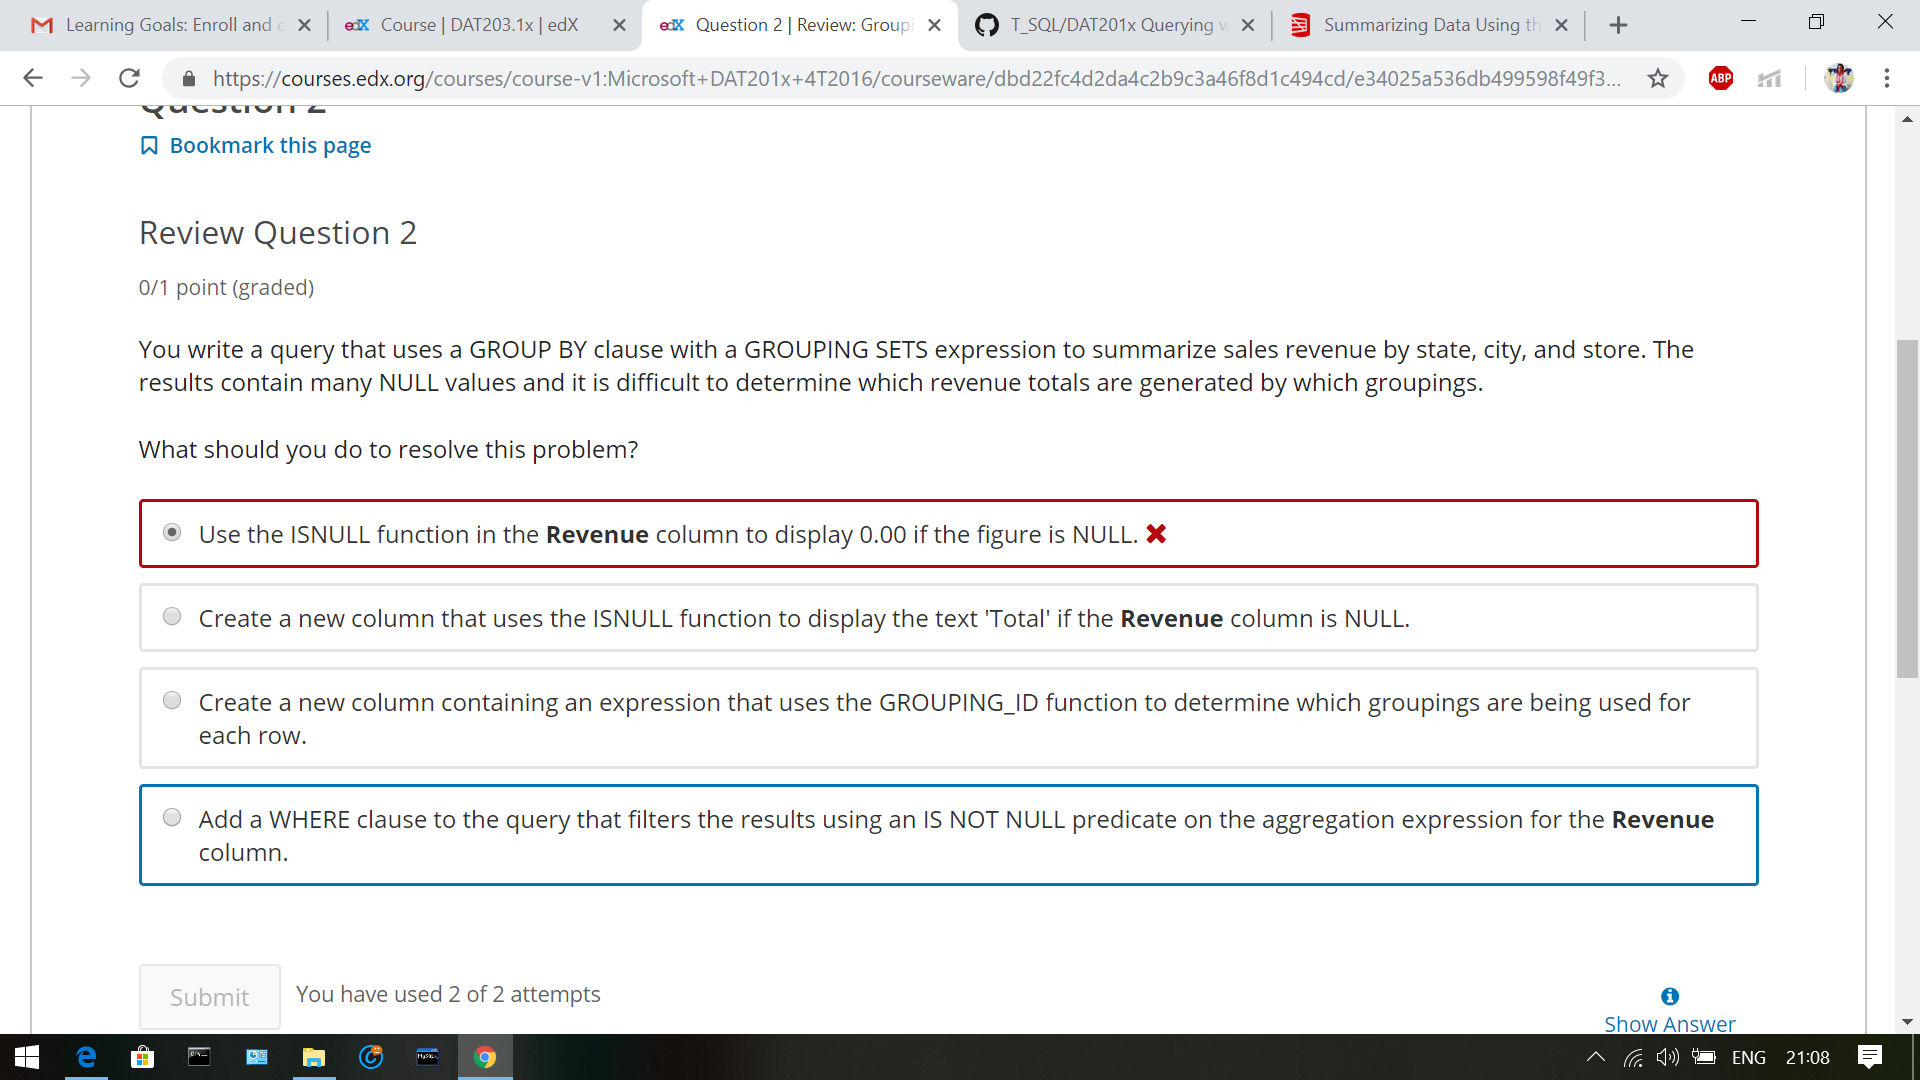 Learning Goals: Enroll and c
edX Course | DAT203.1x | edX
edX Question 2 | Review: Groupi
T_SQL/DAT201x Querying w
Summarizing Data Using th
https://courses.edx.org/courses/course-v1:Microsoft+DAT201x+4T2016/courseware/dbd22fc4d2da4c2b9c3a46f8d1c494cd/e34025a536db499598f49f3...
ABP
Question 2
Bookmark this page
Review Question 2
0/1 point (graded)
You write a query that uses a GROUP BY clause with a GROUPING SETS expression to summarize sales revenue by state, city, and store. The
results contain many NULL values and it is difficult to determine which revenue totals are generated by which groupings.
What should you do to resolve this problem?
Use the ISNULL function in the Revenue column to display 0.00 if the figure is NULL.
Create a new column that uses the ISNULL function to display the text 'Total' if the Revenue column is NULL.
Create a new column containing an expression that uses the GROUPING_ID function to determine which groupings are being used for
each row.
Add a WHERE clause to the query that filters the results using an IS NOT NULL predicate on the aggregation expression for the Revenue
column.
Submit
You have used 2 of 2 attempts
Show Answer
ENG
21:08